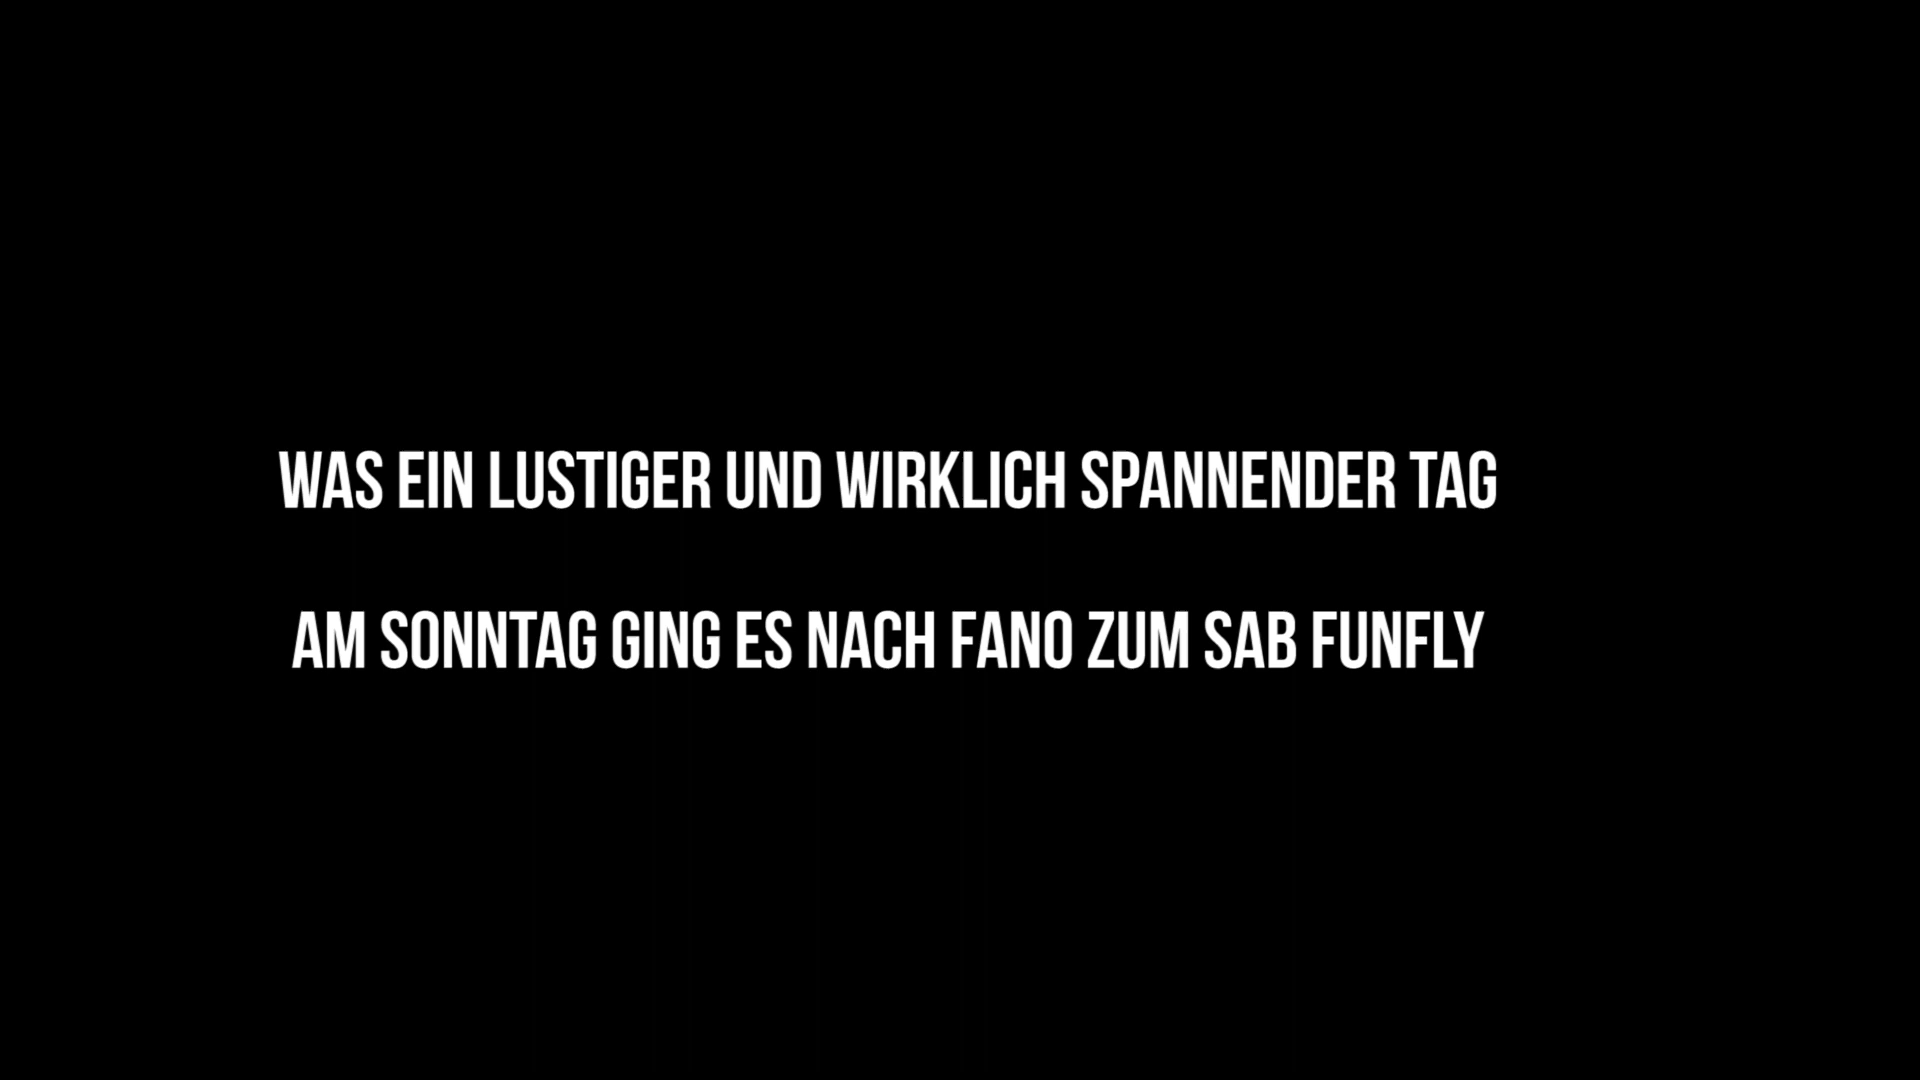 WAS EIN LUSTIGER UND WIRKLICH SPANNENDER TAG
AM SONNTAG GING ES NACH FANO ZUM SAB FUNFLY